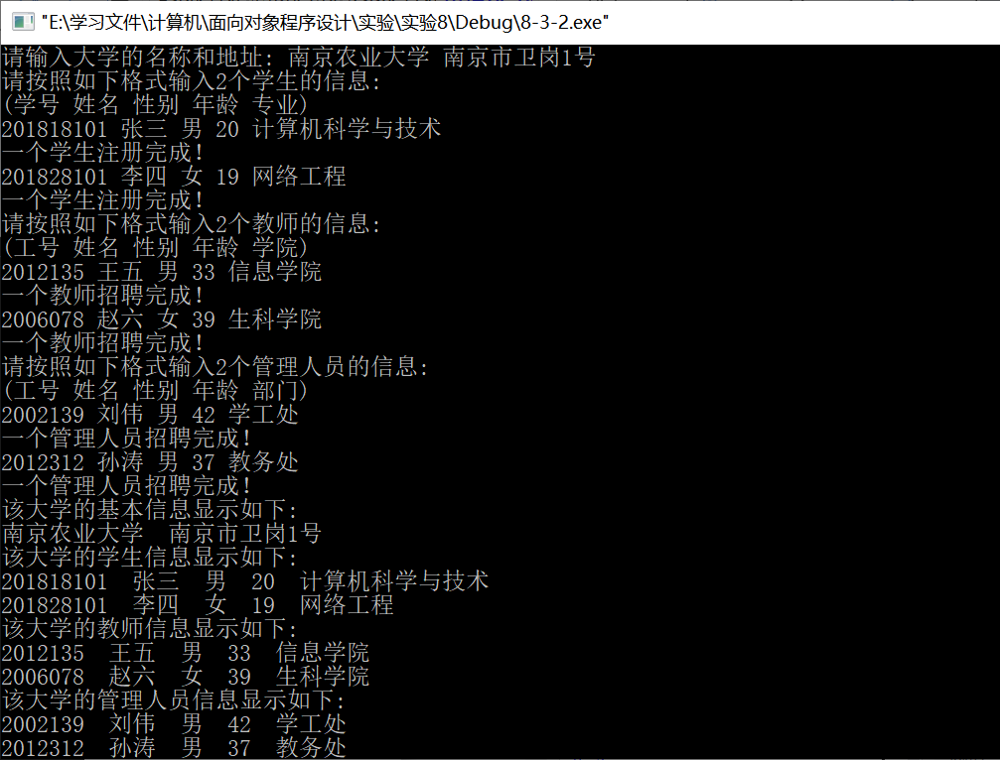 "E:\学习文件\计算机\面向对象程序设计\实验\实验8\Debug\8-3-2.exe"
请输入大学的名称和地址: 南京农业大学 南京市卫岗1号
请按照如下格式输入2个学生的信息:
(学号 姓名 性别 年龄 专业)
201818101 张三 男 20 计算机科学与技术
一个学生注册完成!
201828101 李四 女 19 网络工程
一个学生注册完成!
请按照如下格式输入2个教师的信息:
(工号 姓名 性别 年龄 学院)
2012135 王五 男 33 信息学院
一个教师招聘完成!
2006078 赵六 女 39 生科学院
一个教师招聘完成!
请按照如下格式输入2个管理人员的信息:
(工号 姓名 性别 年龄 部门)
2002139 刘伟 男 42 学工处
一个管理人员招聘完成!
2012312 孙涛 男 37 教务处
一个管理人员招聘完成!
该大学的基本信息显示如下:
南京农业大学  南京市卫岗1号
该大学的学生信息显示如下:
201818101  张三  男  20  计算机科学与技术
201828101  李四  女  19  网络工程
该大学的教师信息显示如下:
2012135  王五  男  33  信息学院
2006078  赵六  女  39  生科学院
该大学的管理人员信息显示如下:
2002139  刘伟  男  42  学工处
2012312  孙涛  男  37  教务处